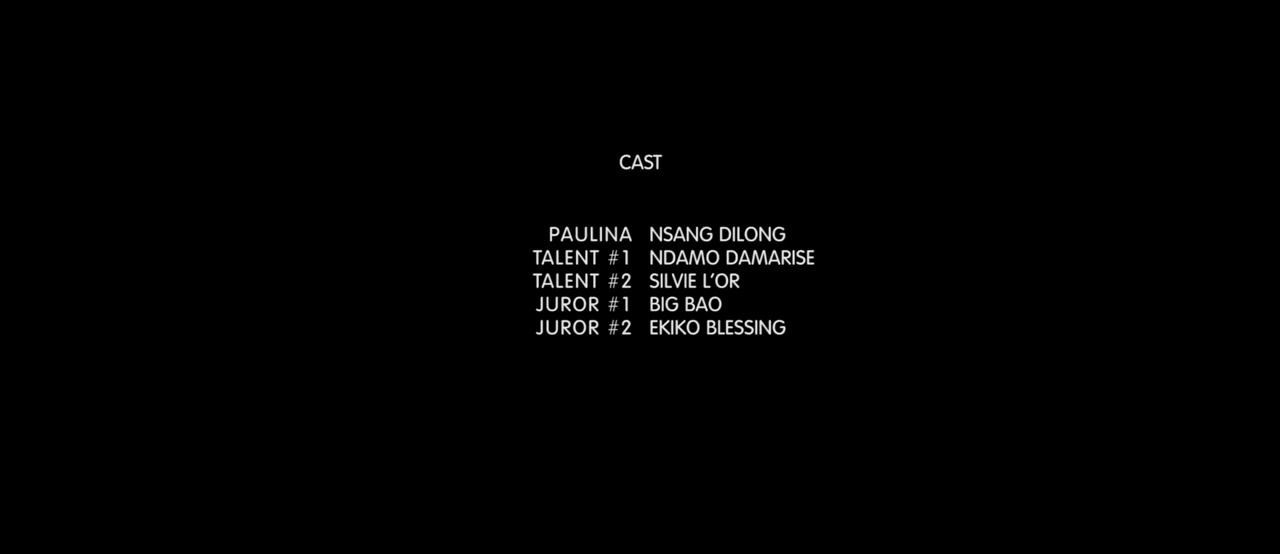 CAST
PAULINA NSANG DILONG
TALENT #1 NDAMO DAMARISE
TALENT #2 SILVIE L'OR
JUROR #1 BIG BAO
JUROR #2 EKIKO BLESSING